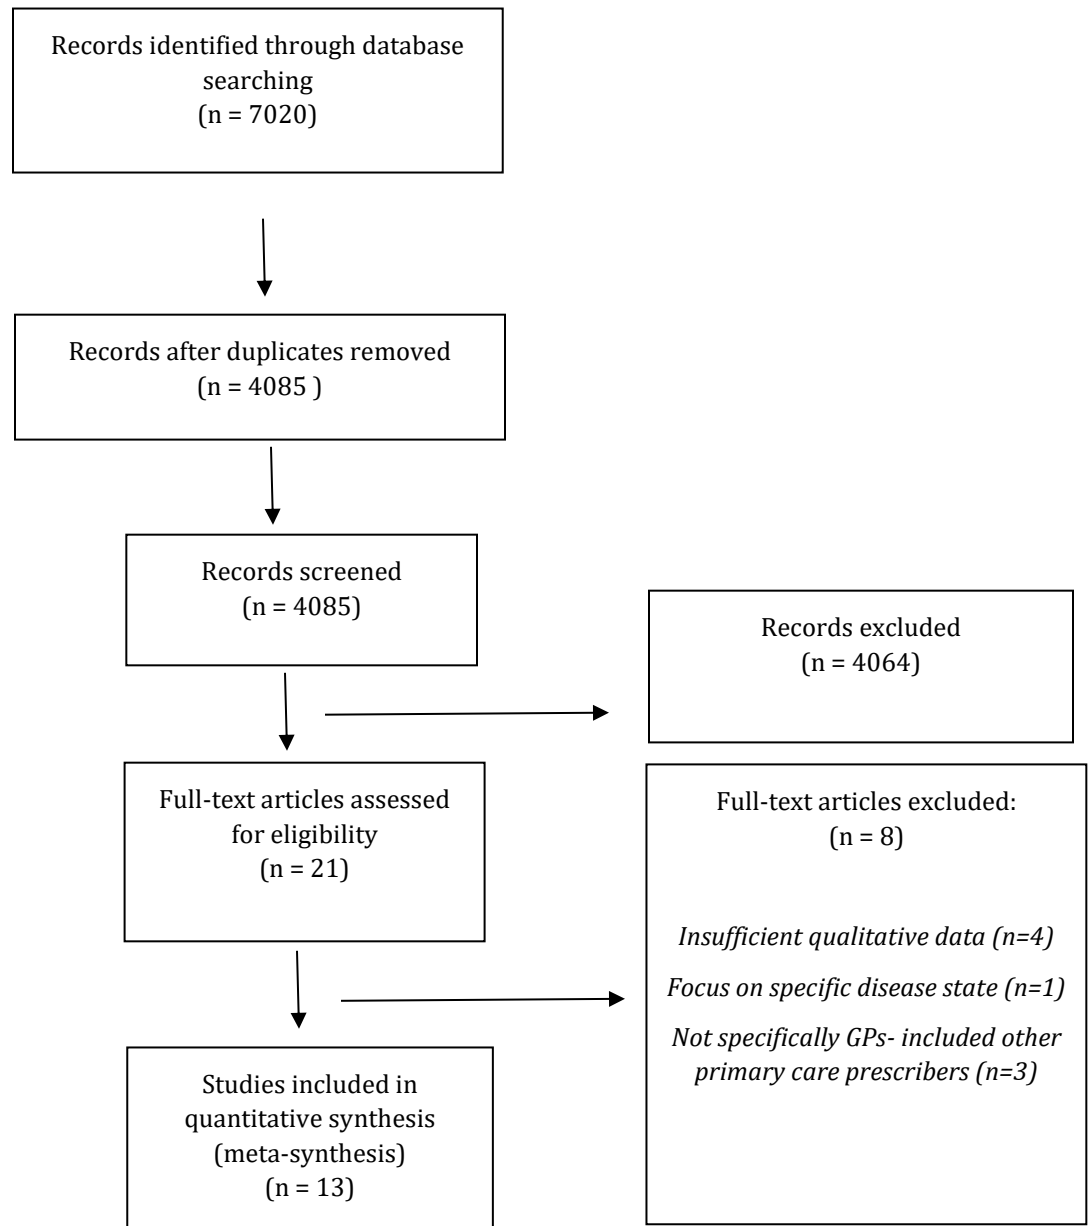 Records identified through database
searching
(n = 7020)
Records after duplicates removed
(n = 4085 )
Records screened
(n = 4085)
Records excluded
(n = 4064)
Full-text articles assessed
for eligibility
(n = 21)
Full-text articles excluded:
(n = 8)
Insufficient qualitative data (n=4)
Focus on specific disease state (n=1)
Not specifically GPs- included other
primary care prescribers (n=3)
Studies included in
quantitative synthesis
(meta-synthesis)
(n = 13)